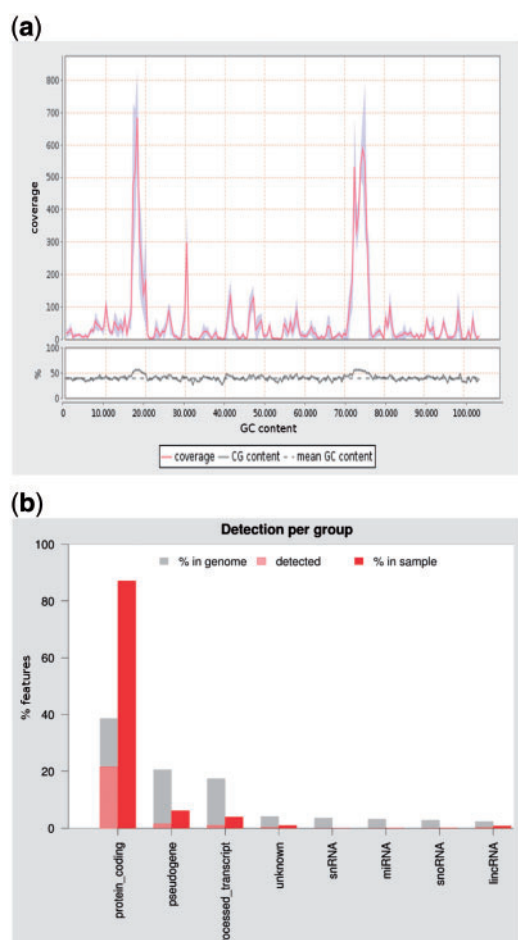 (a)
800
700
600
500
400
300
200
100
0
coverage
100
50
0
%
0 10.000 20.000 30.000 40.000 50.000 60.000 70.000 80.000 90.000 100.000
GC content
coverage CG content mean GC content
(b)
Detection per group
% in genome detected % in sample
100
80
60
40
20
0
% features
protein_coding
pseudogene
ocessed_transcript
unknown
snRNA
miRNA
snoRNA
lincRNA